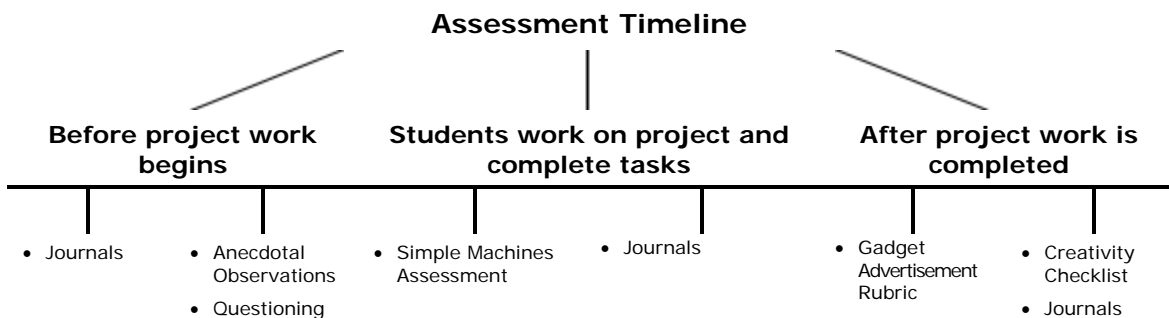 Assessment Timeline
Before project work
begins
Students work on project and
complete tasks
After project work is
completed
• Journals
• Anecdotal
Observations
• Questioning
• Simple Machines
Assessment
• Journals
• Gadget
Advertisement
Rubric
• Creativity
Checklist
• Journals